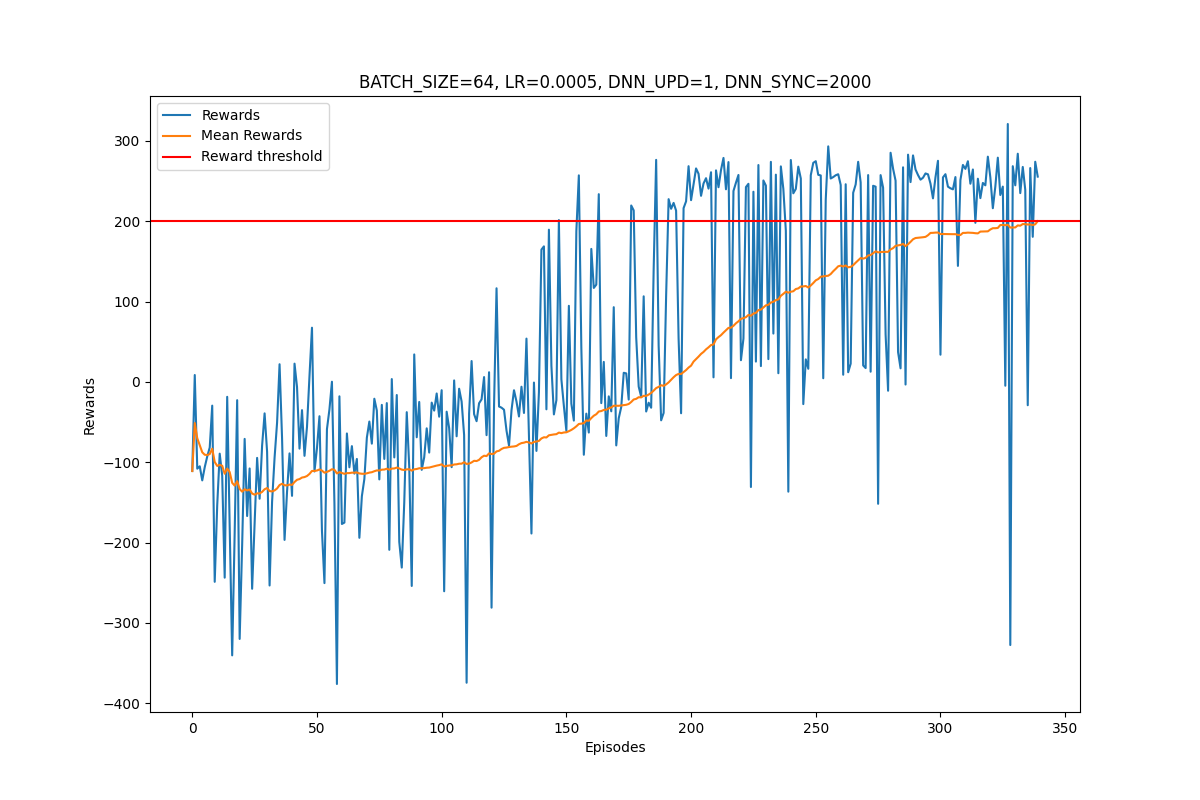 BATCH_SIZE=64, LR=0.0005, DNN_UPD=1, DNN_SYNC=2000
Rewards
Mean Rewards
Reward threshold
300
200
100
0
−100
−200
−300
−400
Rewards
0 50 100 150 200 250 300 350
Episodes